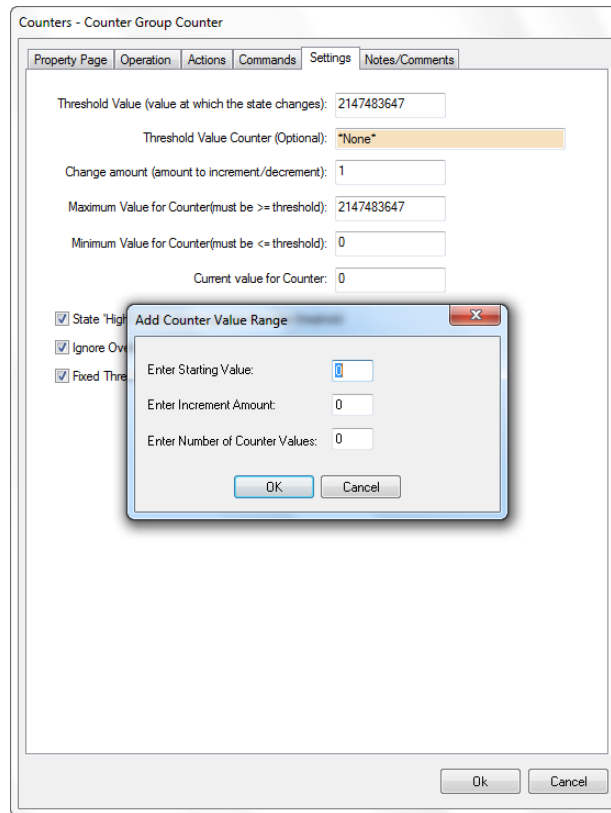 Counters - Counter Group Counter
Property Page Operation Actions Commands Settings Notes/Comments
Threshold Value (value at which the state changes): 2147483647
Threshold Value Counter (Optional): *None*
Change amount (amount to increment/decrement): 1
Maximum Value for Counter(must be >= threshold): 2147483647
Minimum Value for Counter(must be <= threshold): 0
Current value for Counter: 0
State 'High
Ignore Ove
Fixed Thre
Add Counter Value Range
Enter Starting Value: 0
Enter Increment Amount: 0
Enter Number of Counter Values: 0
OK Cancel
Ok Cancel